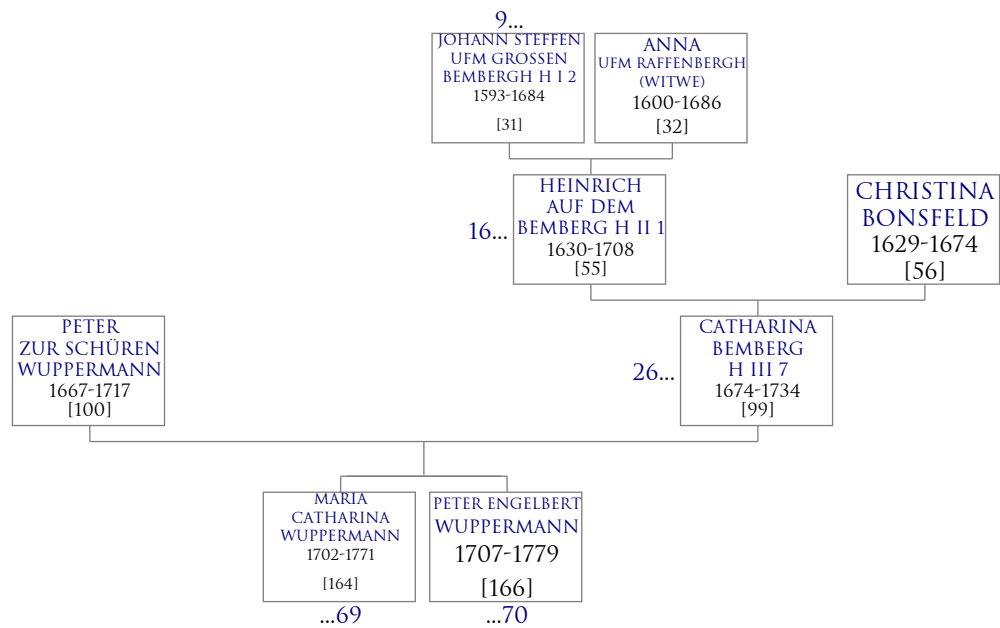 9...
JOHANN STEFFEN
UFM GROSSEN
BEMBERGH H I 2
1593-1684
[31]
ANNA
UFM RAFFENBERGH
(WITWE)
1600-1686
[32]
16...
HEINRICH
AUF DEM
BEMBERG H II 1
1630-1708
[55]
CHRISTINA
BONSFELD
1629-1674
[56]
PETER
ZUR SCHÜREN
WUPPERMANN
1667-1717
[100]
26...
CATHARINA
BEMBERG
H III 7
1674-1734
[99]
MARIA
CATHARINA
WUPPERMANN
1702-1771
[164]
...69
PETER ENGELBERT
WUPPERMANN
1707-1779
[166]
...70